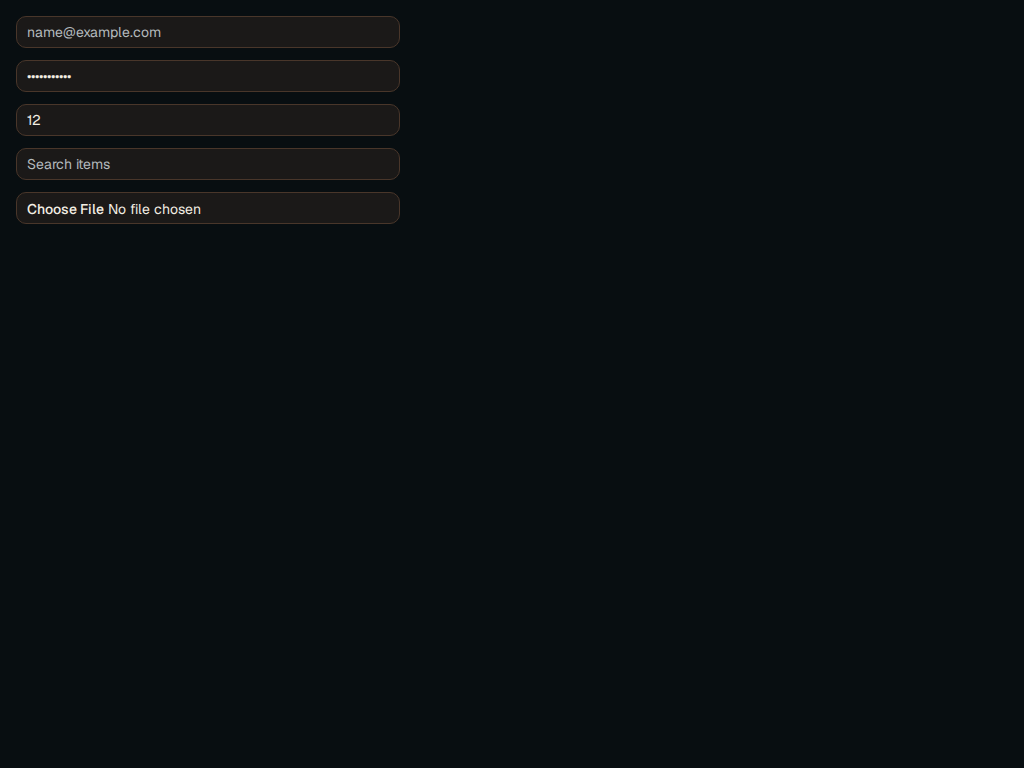 name@example.com
•••••••••••
12
Search items
Choose File No file chosen